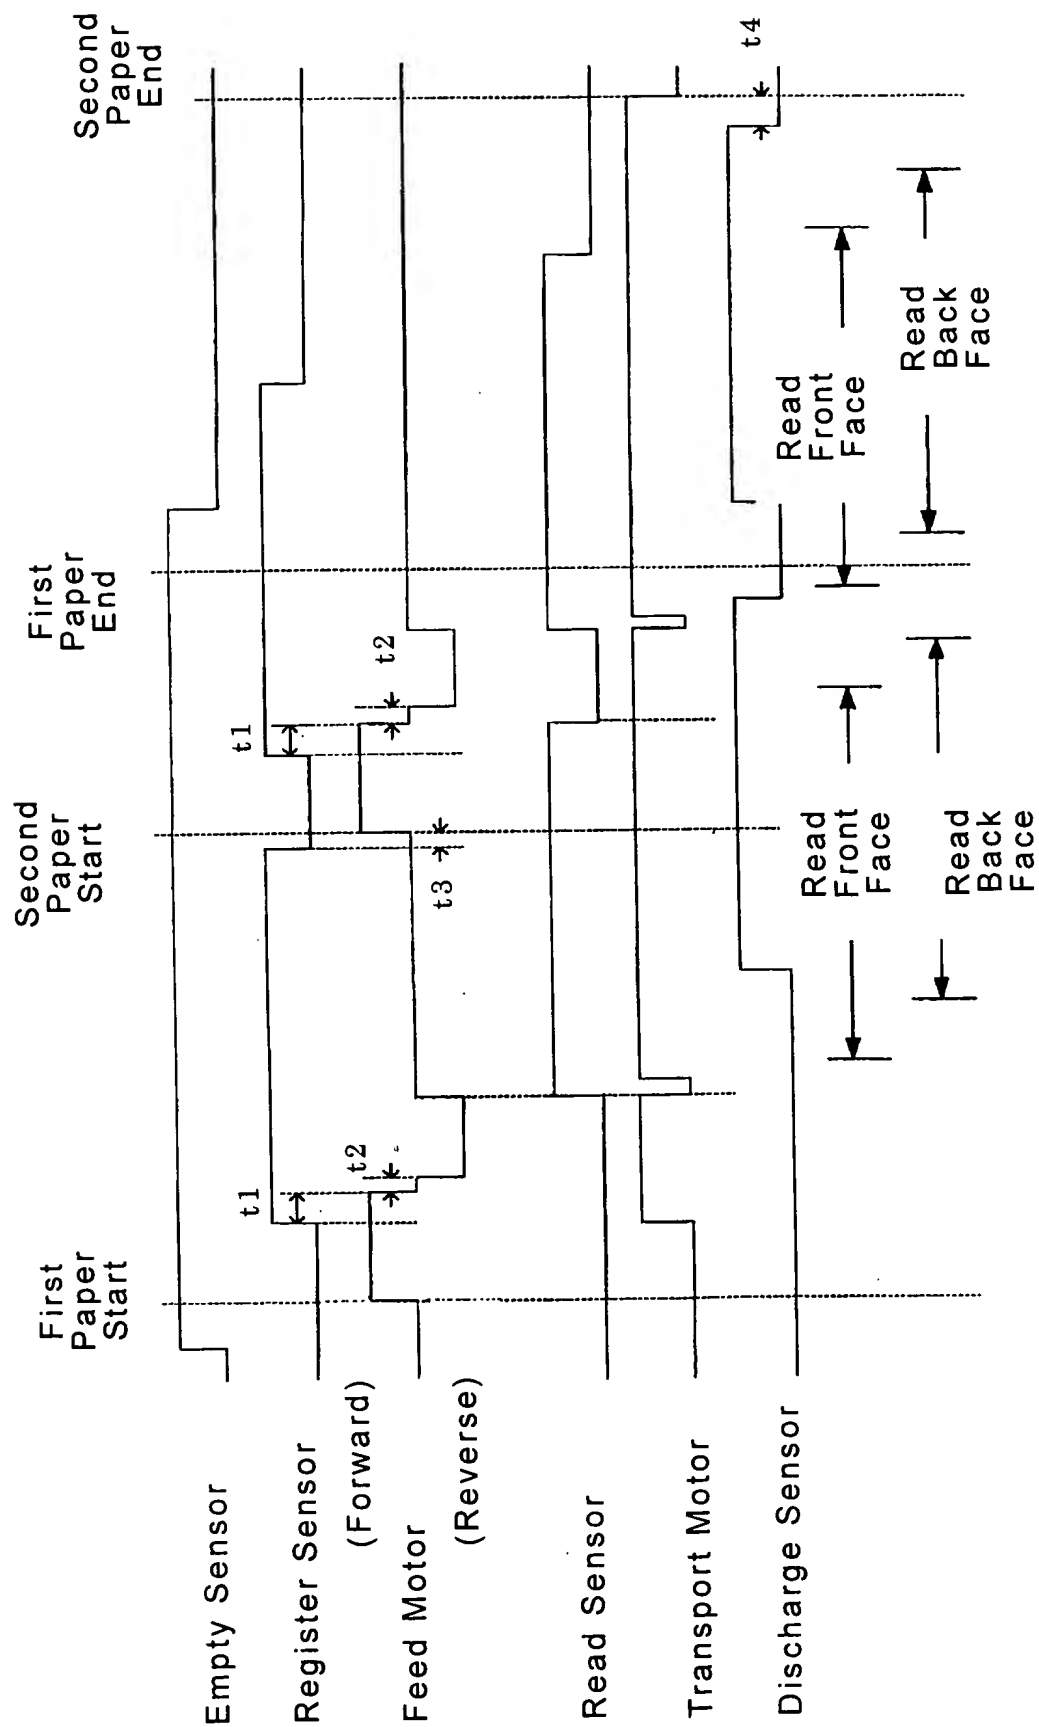 First
Paper
Start
Second
Paper
Start
First
Paper
End
Second
Paper
End
Empty Sensor
Register Sensor
(Forward)
Feed Motor
(Reverse)
Read Sensor
Transport Motor
Discharge Sensor
t1
t2
t3
t1
t2
t4
Read
Front
Face
Read
Back
Face
Read
Front
Face
Read
Back
Face